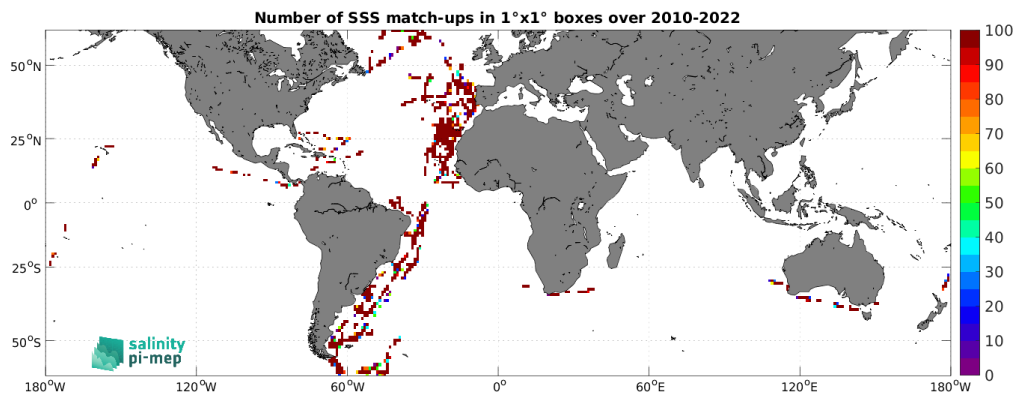 Number of SSS match-ups in 1°x1° boxes over 2010-2022
50°N
25°N
0°
25°S
50°S
180°W
120°W
60°W
0°
60°E
120°E
180°W
100
90
80
70
60
50
40
30
20
10
0
salinity
pi-mep